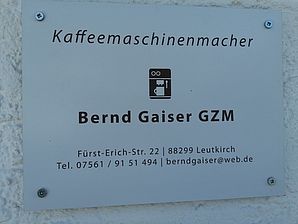 Kaffeemaschinenmacher
Bernd Gaiser GZM
Fürst-Erich-Str. 22 | 88299 Leutkirch
Tel. 07561 / 91 51 494 | berndgaiser@web.de